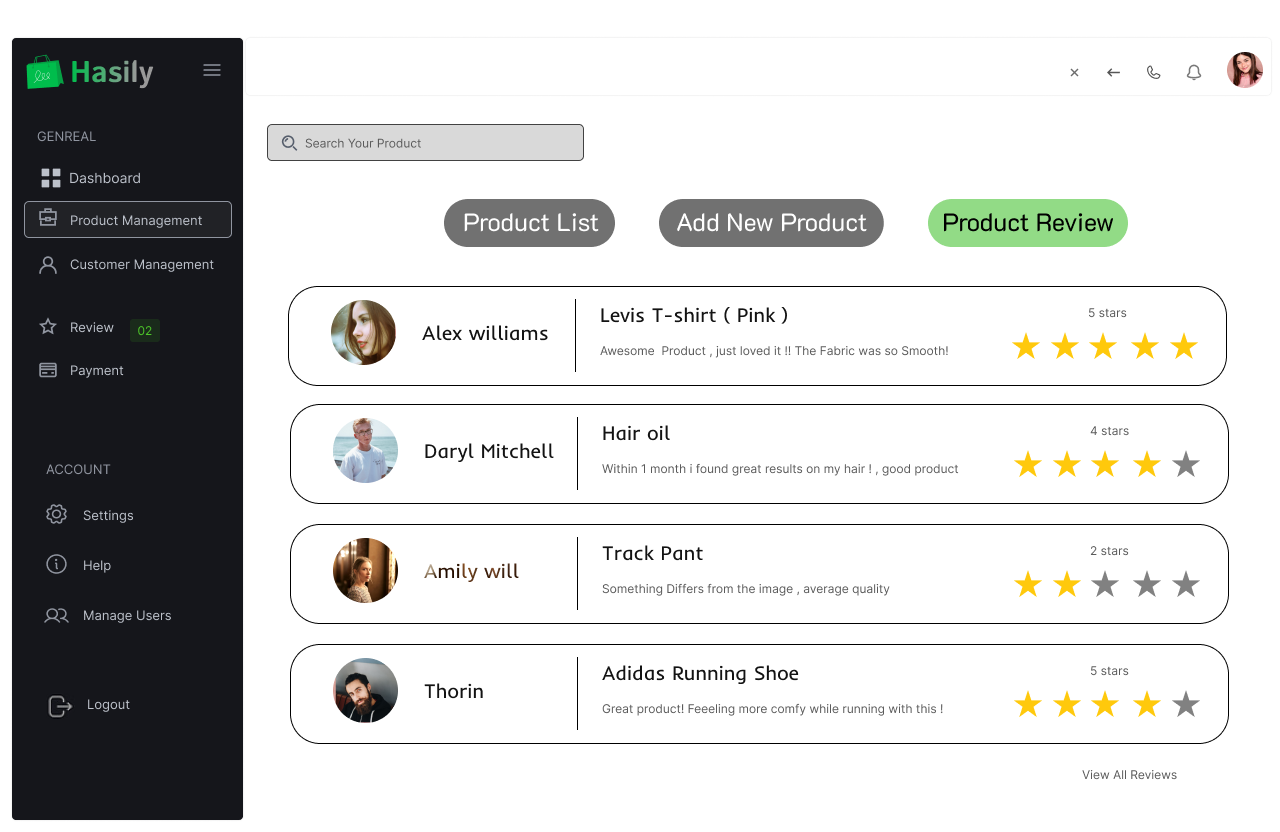 Hasily
GENREAL
Dashboard
Product Management
Customer Management
Review 02
Payment
ACCOUNT
Settings
Help
Manage Users
Logout
Search Your Product
Product List
Add New Product
Product Review
Alex williams
Levis T-shirt ( Pink )
Awesome  Product , just loved it !! The Fabric was so Smooth!
5 stars
Daryl Mitchell
Hair oil
Within 1 month i found great results on my hair ! , good product
4 stars
Amily will
Track Pant
Something Differs from the image , average quality
2 stars
Thorin
Adidas Running Shoe
Great product! Feeeling more comfy while running with this !
5 stars
View All Reviews